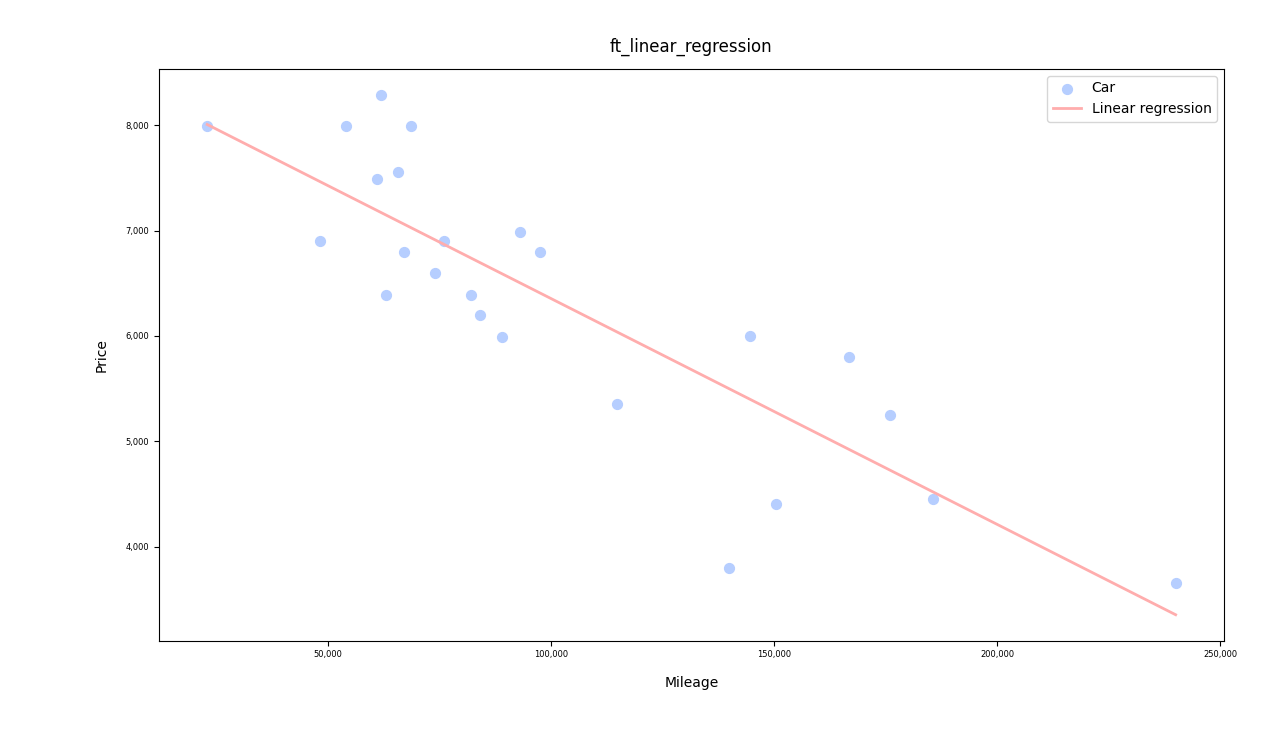 ft_linear_regression
Car
Linear regression
8,000
7,000
6,000
5,000
4,000
Price
50,000
100,000
150,000
200,000
250,000
Mileage